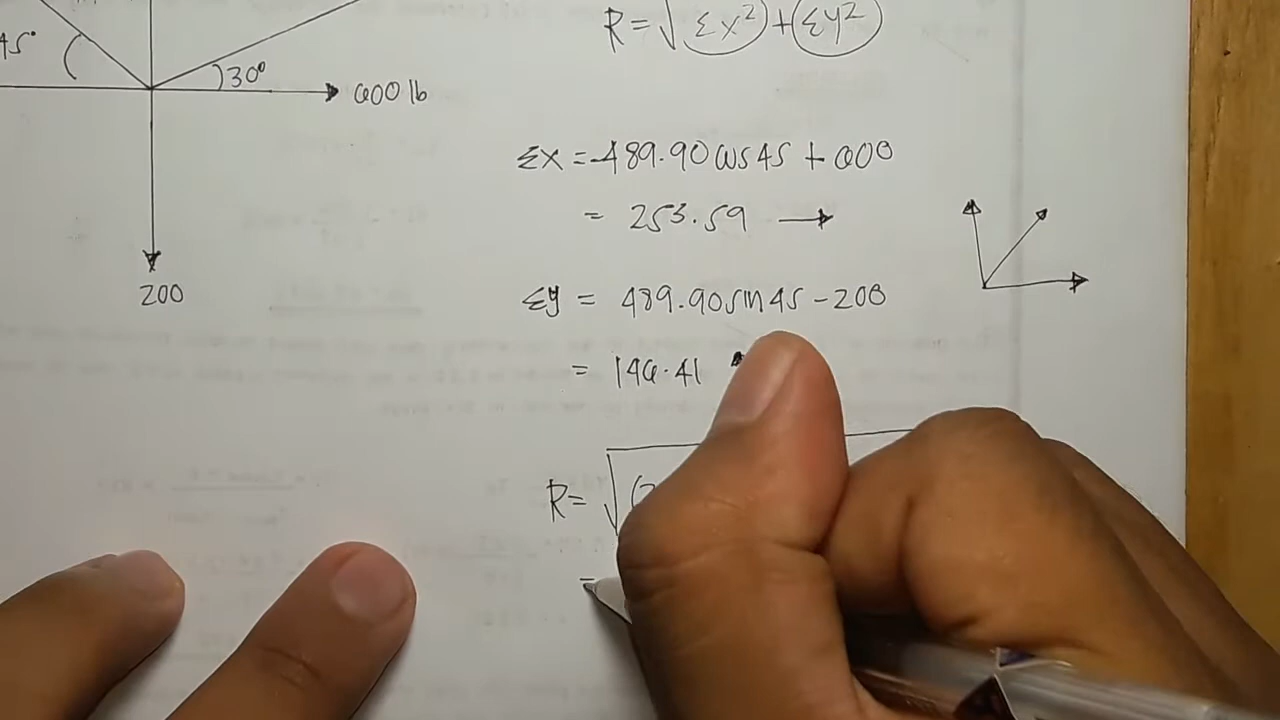 R = √(Σx²) + (Σy²)
45°
30°
600 lb
Σx = -489.90 cos 45 + 600
= 253.59 →
200
Σy = 489.90 sin 45 - 200
= 146.41
R = √(2
=